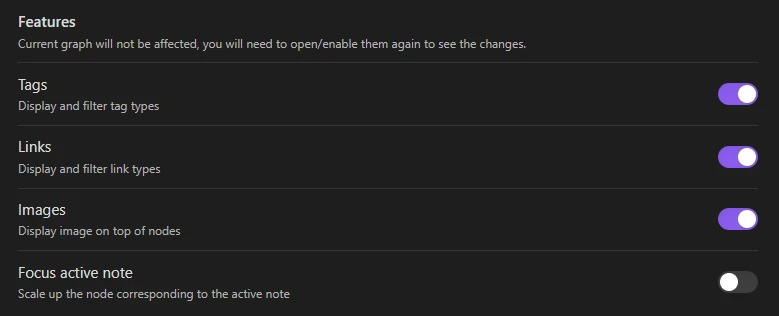 Features
Current graph will not be affected, you will need to open/enable them again to see the changes.
Tags
Display and filter tag types
Links
Display and filter link types
Images
Display image on top of nodes
Focus active note
Scale up the node corresponding to the active note